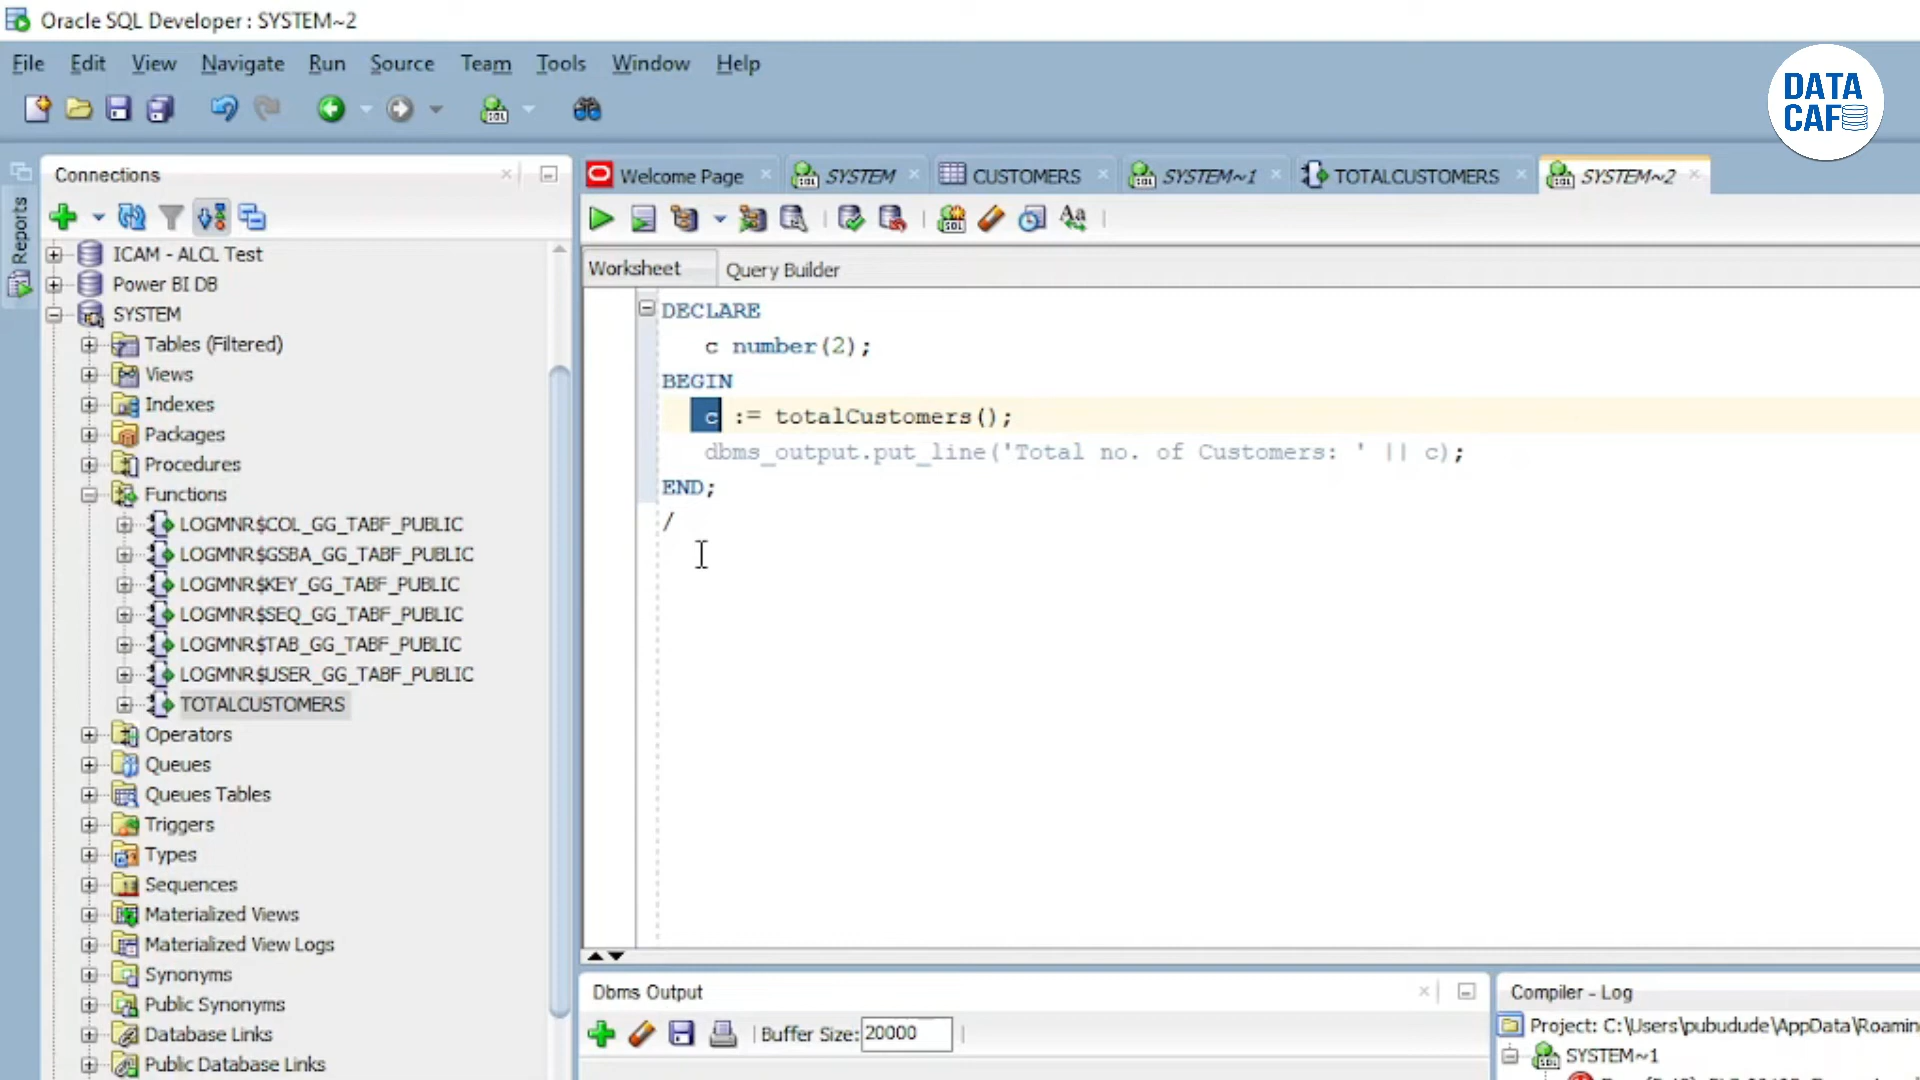 Oracle SQL Developer : SYSTEM~2
File Edit View Navigate Run Source Team Tools Window Help
DATA
CAF
Reports
Connections
Welcome Page SYSTEM CUSTOMERS SYSTEM~1 TOTALCUSTOMERS SYSTEM~2
Worksheet Query Builder
ICAM - ALCL Test
Power BI DB
SYSTEM
Tables (Filtered)
Views
Indexes
Packages
Procedures
Functions
LOGMNR$COL_GG_TABF_PUBLIC
LOGMNR$GSBA_GG_TABF_PUBLIC
LOGMNR$KEY_GG_TABF_PUBLIC
LOGMNR$SEQ_GG_TABF_PUBLIC
LOGMNR$TAB_GG_TABF_PUBLIC
LOGMNR$USER_GG_TABF_PUBLIC
TOTALCUSTOMERS
Operators
Queues
Queues Tables
Triggers
Types
Sequences
Materialized Views
Materialized View Logs
Synonyms
Public Synonyms
Database Links
Public Database Links
DECLARE
c number(2);
BEGIN
c := totalCustomers();
dbms_output.put_line('Total no. of Customers: ' || c);
END;
/
Dbms Output
Buffer Size: 20000
Compiler - Log
Project: C:\Users\pubudude\AppData\Roamin
SYSTEM~1